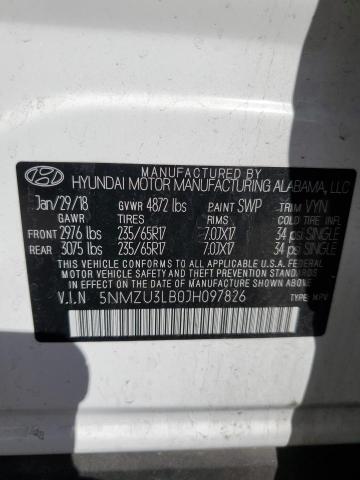 MANUFACTURED BY
HYUNDAI MOTOR MANUFACTURING ALABAMA, LLC
Jan/29/18 GVWR 4872 lbs PAINT SWP TRIM VYN
GAWR TIRES RIMS COLD TIRE INFL
FRONT 2976 lbs 235/65R17 7.0JX17 34 psi SINGLE
REAR 3075 lbs 235/65R17 7.0JX17 34 psi SINGLE
THIS VEHICLE CONFORMS TO ALL APPLICABLE U.S.A. FEDERAL
MOTOR VEHICLE SAFETY, BUMPER, AND THEFT PREVENTION
STANDARDS IN EFFECT ON THE DATE OF MANUFACTURE SHOWN ABOVE.
V.I.N 5NMZU3LB0JH097826 TYPE: MPV